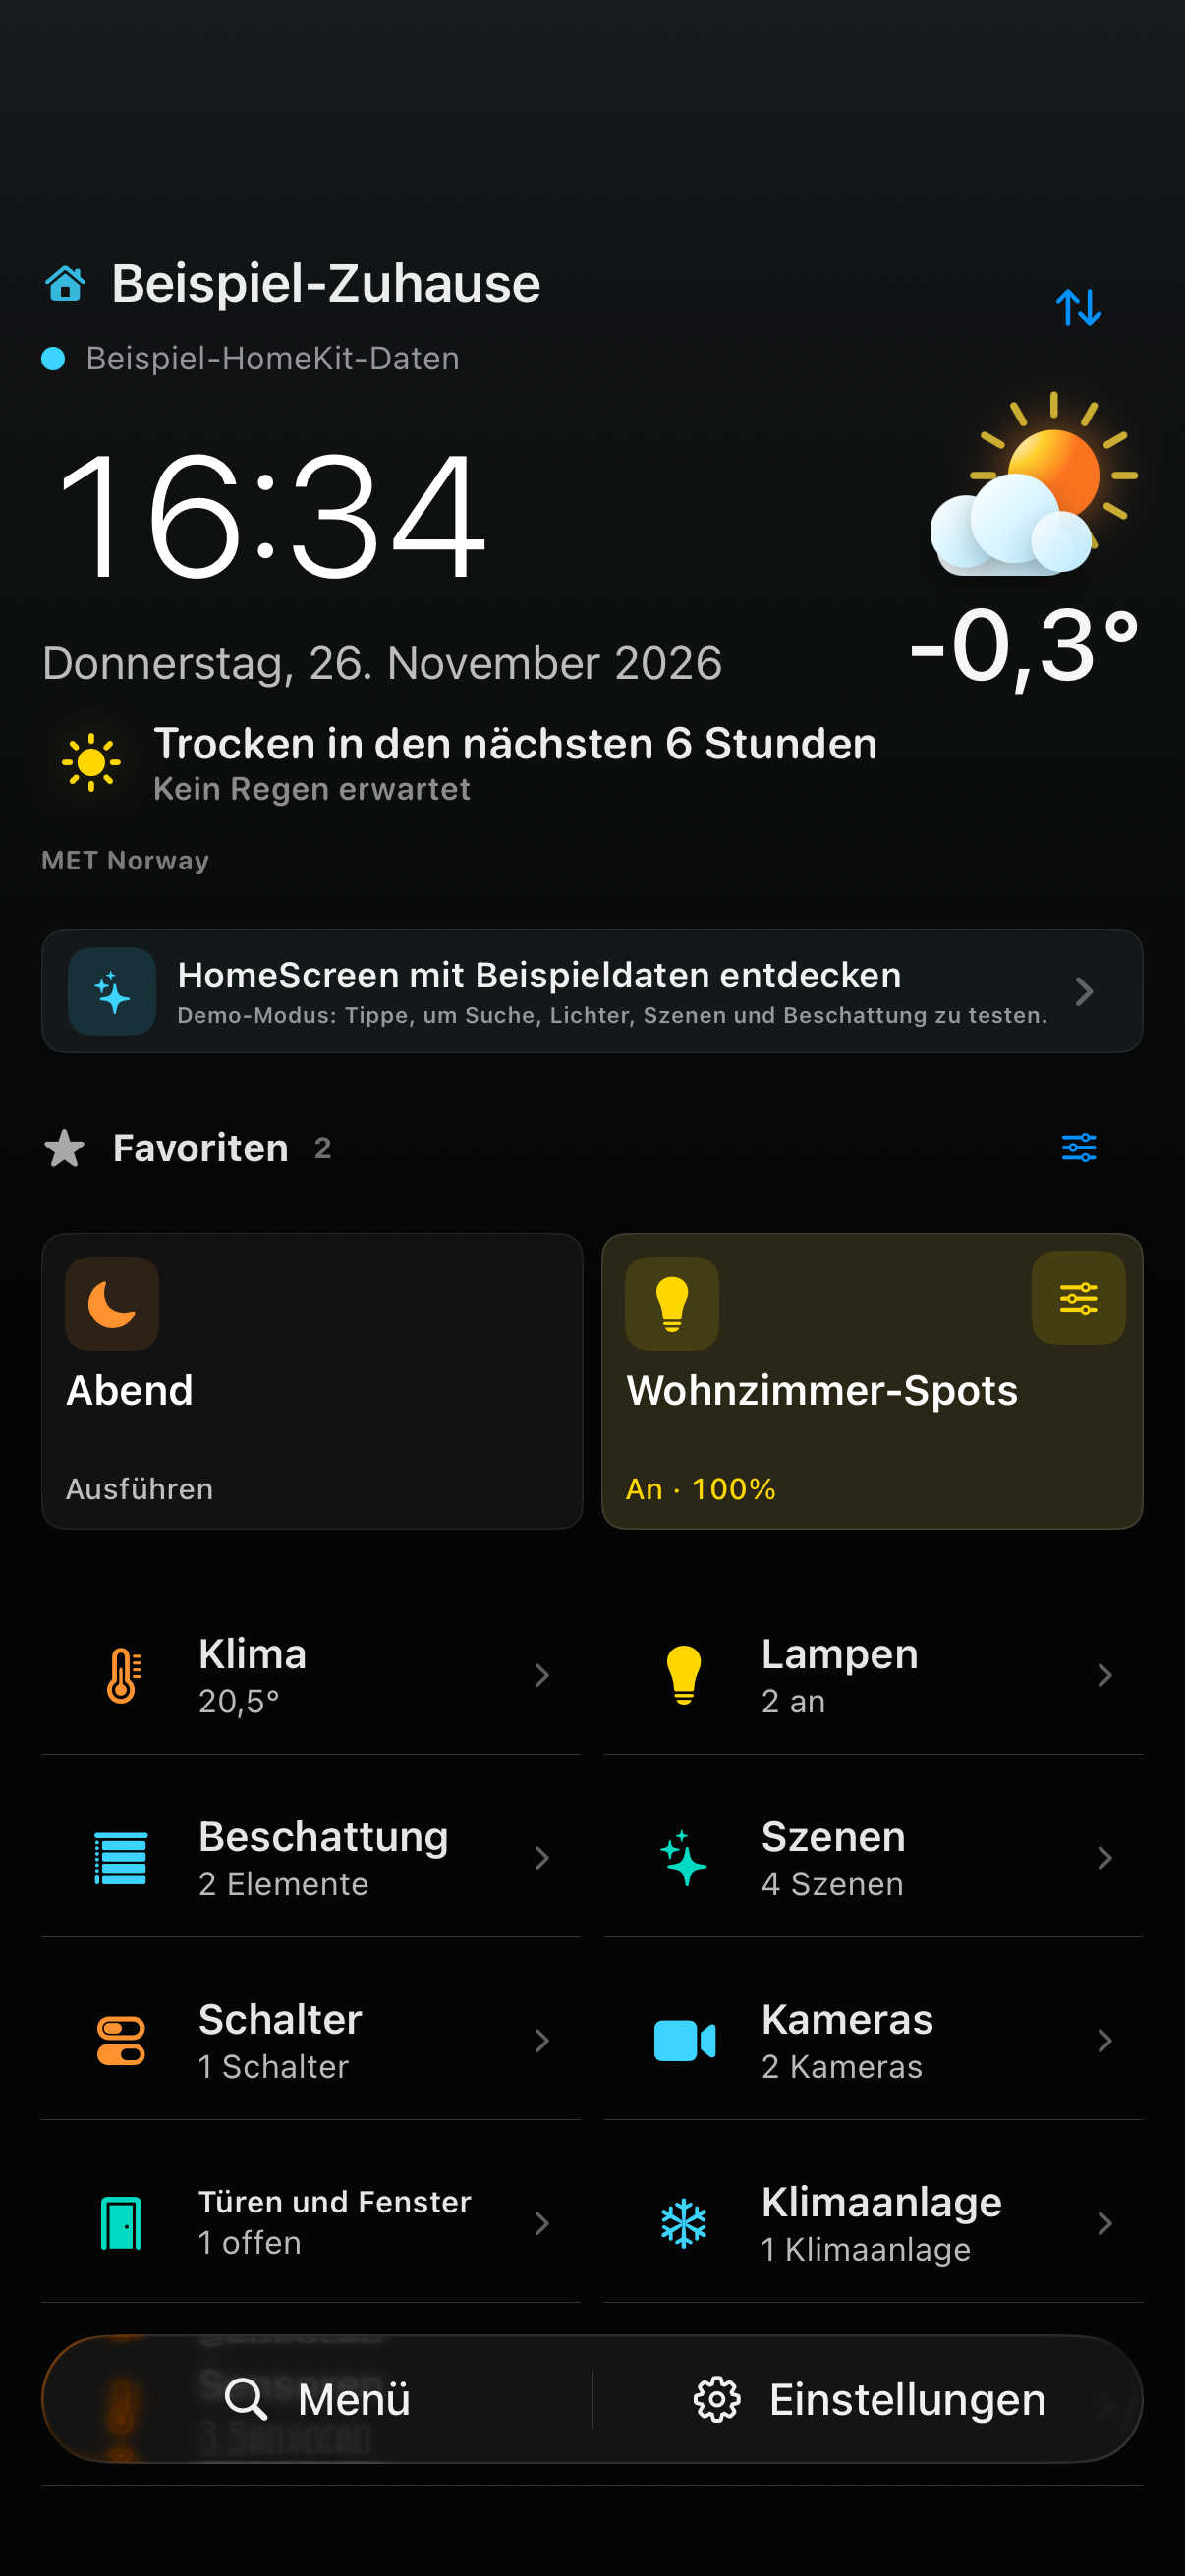 Beispiel-Zuhause
Beispiel-HomeKit-Daten
16:34
-0,3°
Donnerstag, 26. November 2026
Trocken in den nächsten 6 Stunden
Kein Regen erwartet
MET Norway
HomeScreen mit Beispieldaten entdecken
Demo-Modus: Tippe, um Suche, Lichter, Szenen und Beschattung zu testen.
Favoriten 2
Abend
Ausführen
Wohnzimmer-Spots
An · 100%
Klima
20,5°
Lampen
2 an
Beschattung
2 Elemente
Szenen
4 Szenen
Schalter
1 Schalter
Kameras
2 Kameras
Türen und Fenster
1 offen
Klimaanlage
1 Klimaanlage
Menü
Einstellungen